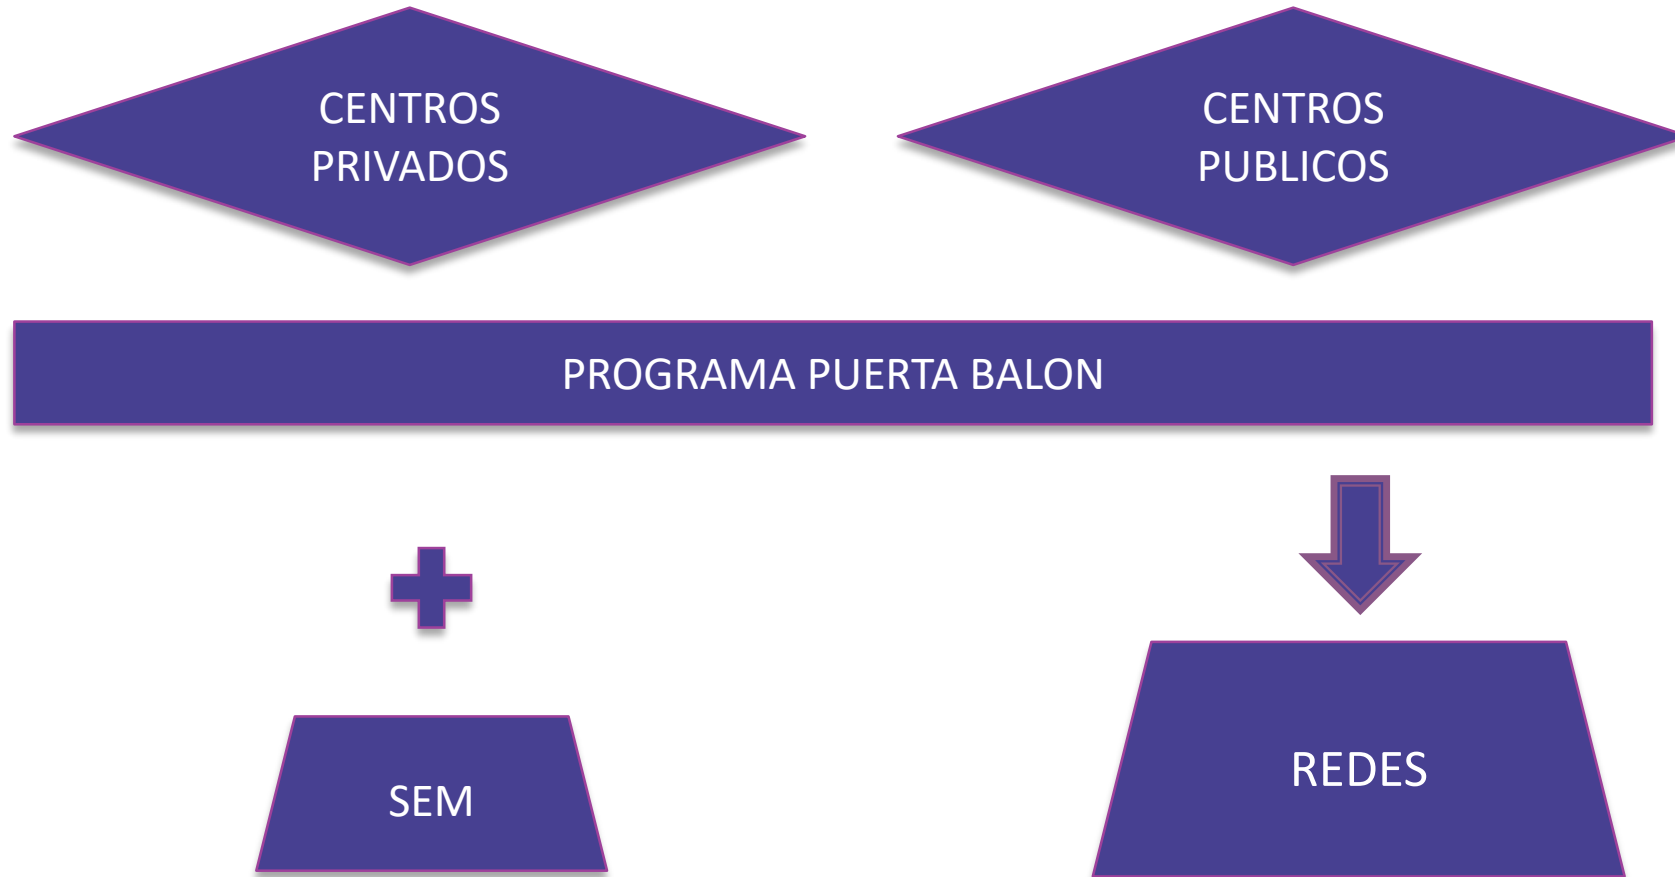 CENTROS
PRIVADOS
CENTROS
PUBLICOS
PROGRAMA PUERTA BALON
SEM
REDES